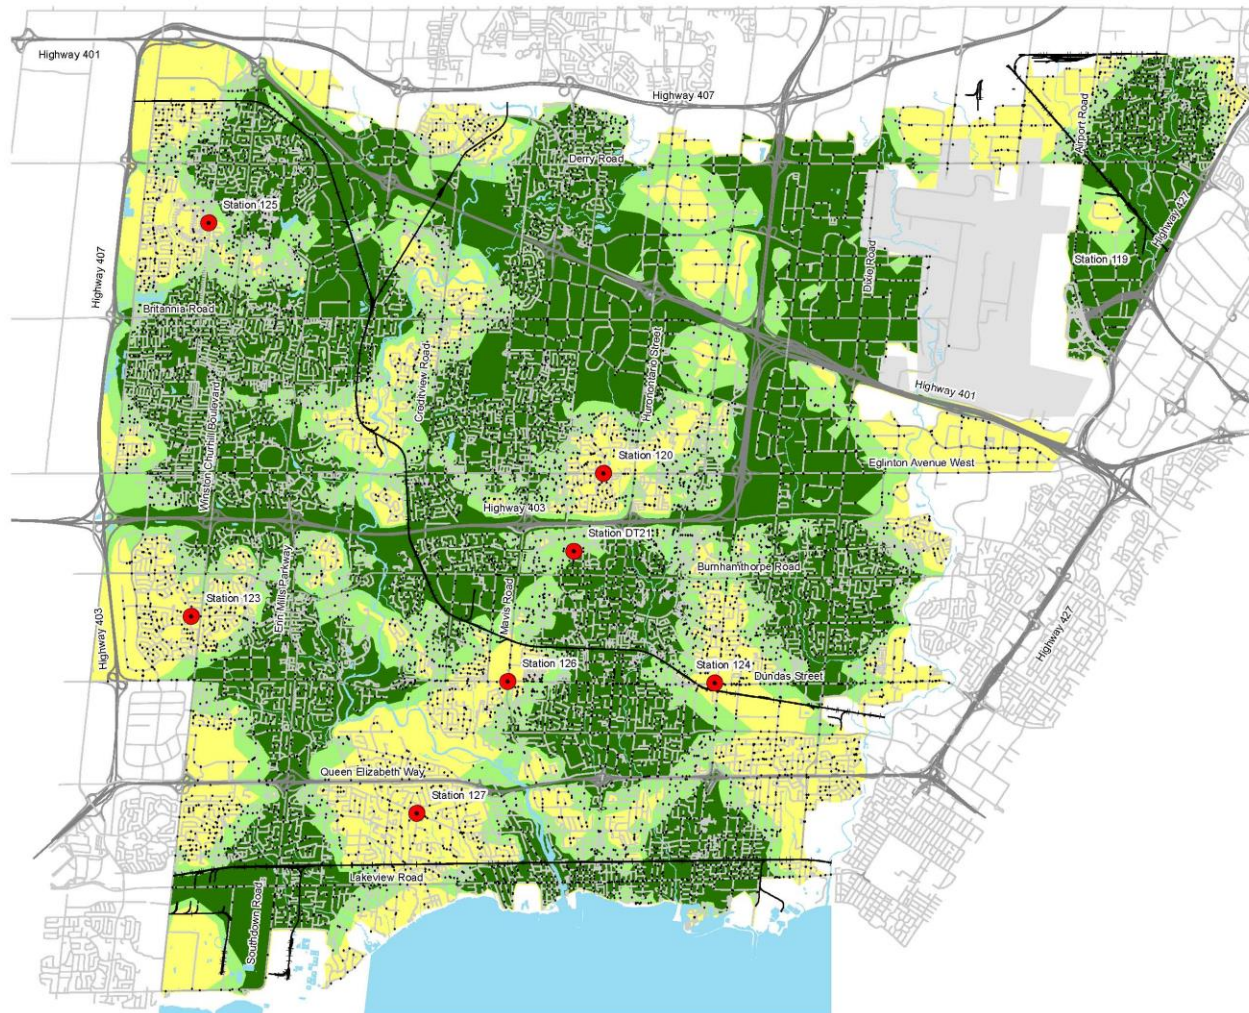 Highway 401
Highway 407
Airport Road
Derry Road
Station 125
Highway 427
Highway 407
Station 119
Dixie Road
Britannia Road
Creditview Road
Hurontario Street
Highway 401
Winston Churchill Boulevard
Station 120
Eglinton Avenue West
Highway 403
Station DT21
Burnhamthorpe Road
Erin Mills Parkway
Station 123
Mavis Road
Highway 403
Highway 427
Station 126
Station 124
Dundas Street
Queen Elizabeth Way
Station 127
Lakeview Road
Southdown Road